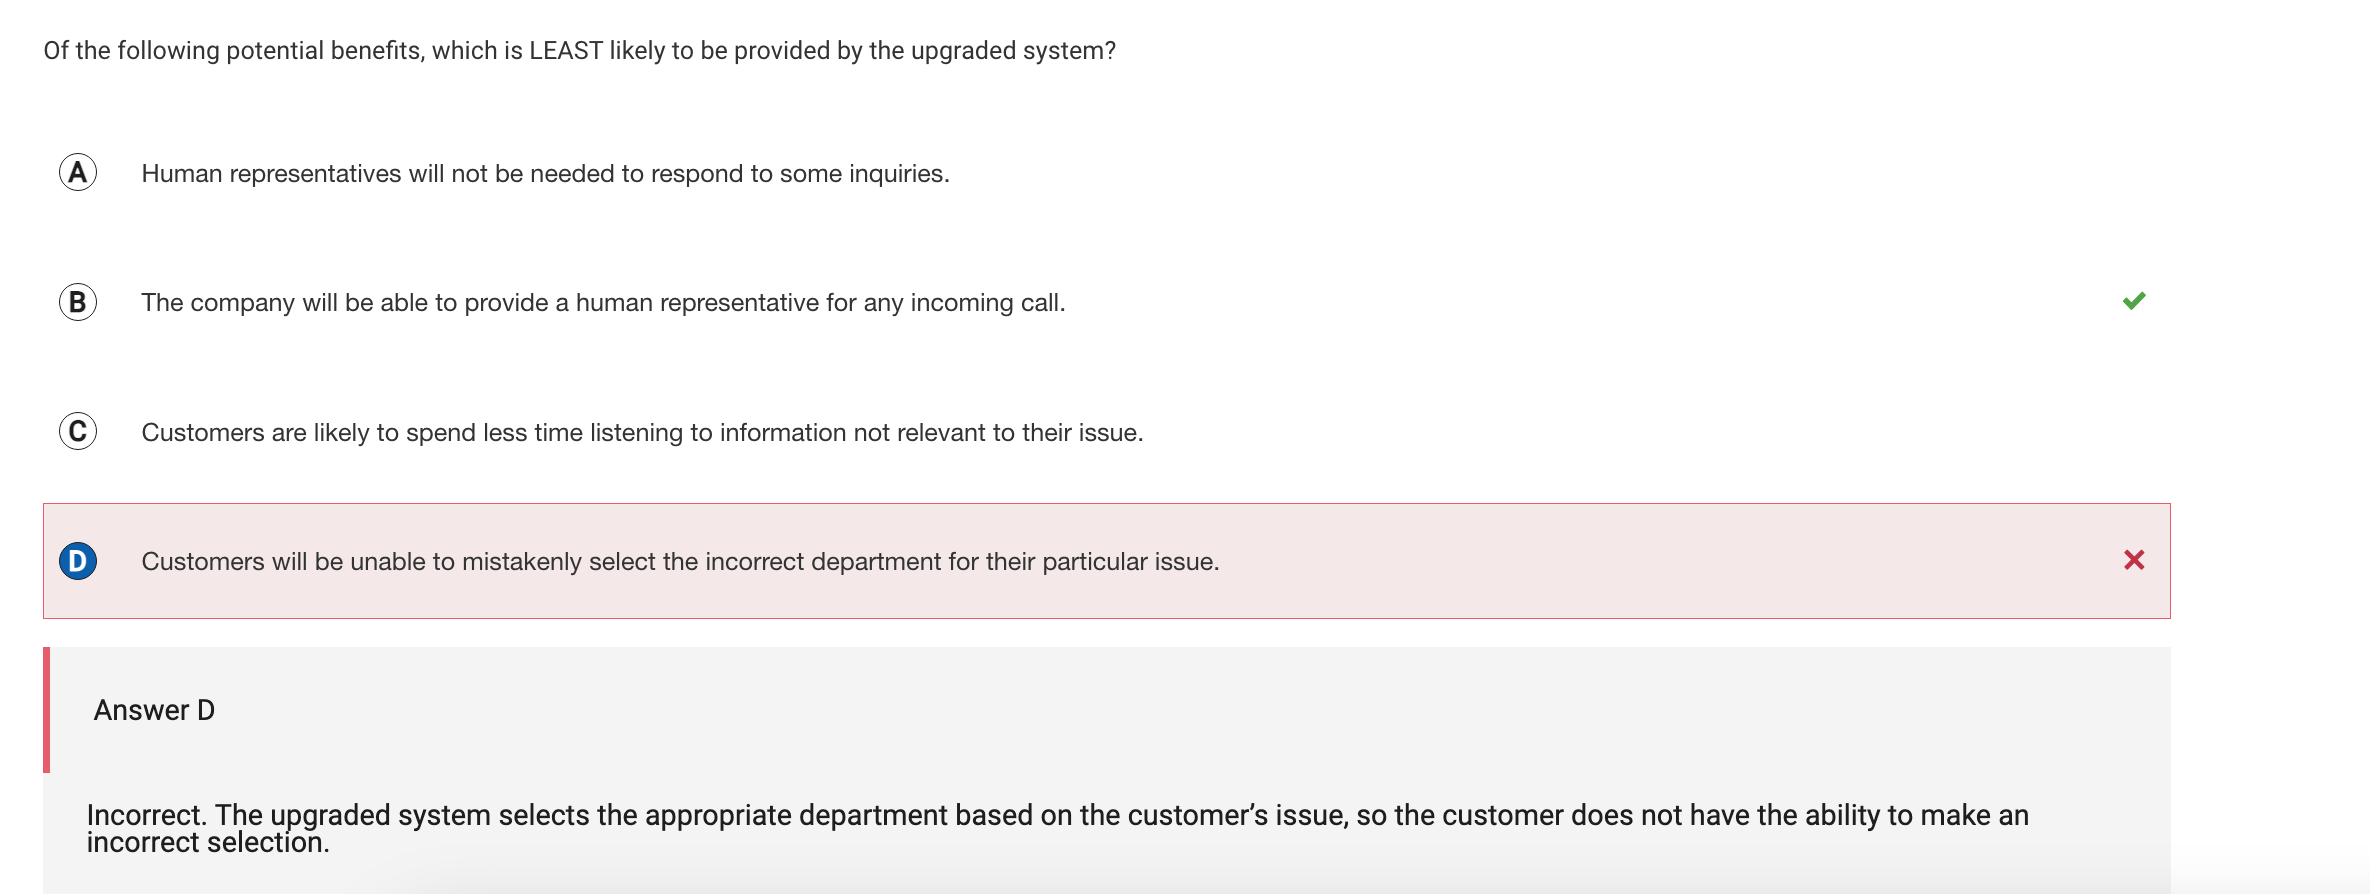 Of the following potential benefits, which is LEAST likely to be provided by the upgraded system?
A Human representatives will not be needed to respond to some inquiries.
B The company will be able to provide a human representative for any incoming call.
C Customers are likely to spend less time listening to information not relevant to their issue.
D Customers will be unable to mistakenly select the incorrect department for their particular issue.
Answer D
Incorrect. The upgraded system selects the appropriate department based on the customer’s issue, so the customer does not have the ability to make an
incorrect selection.